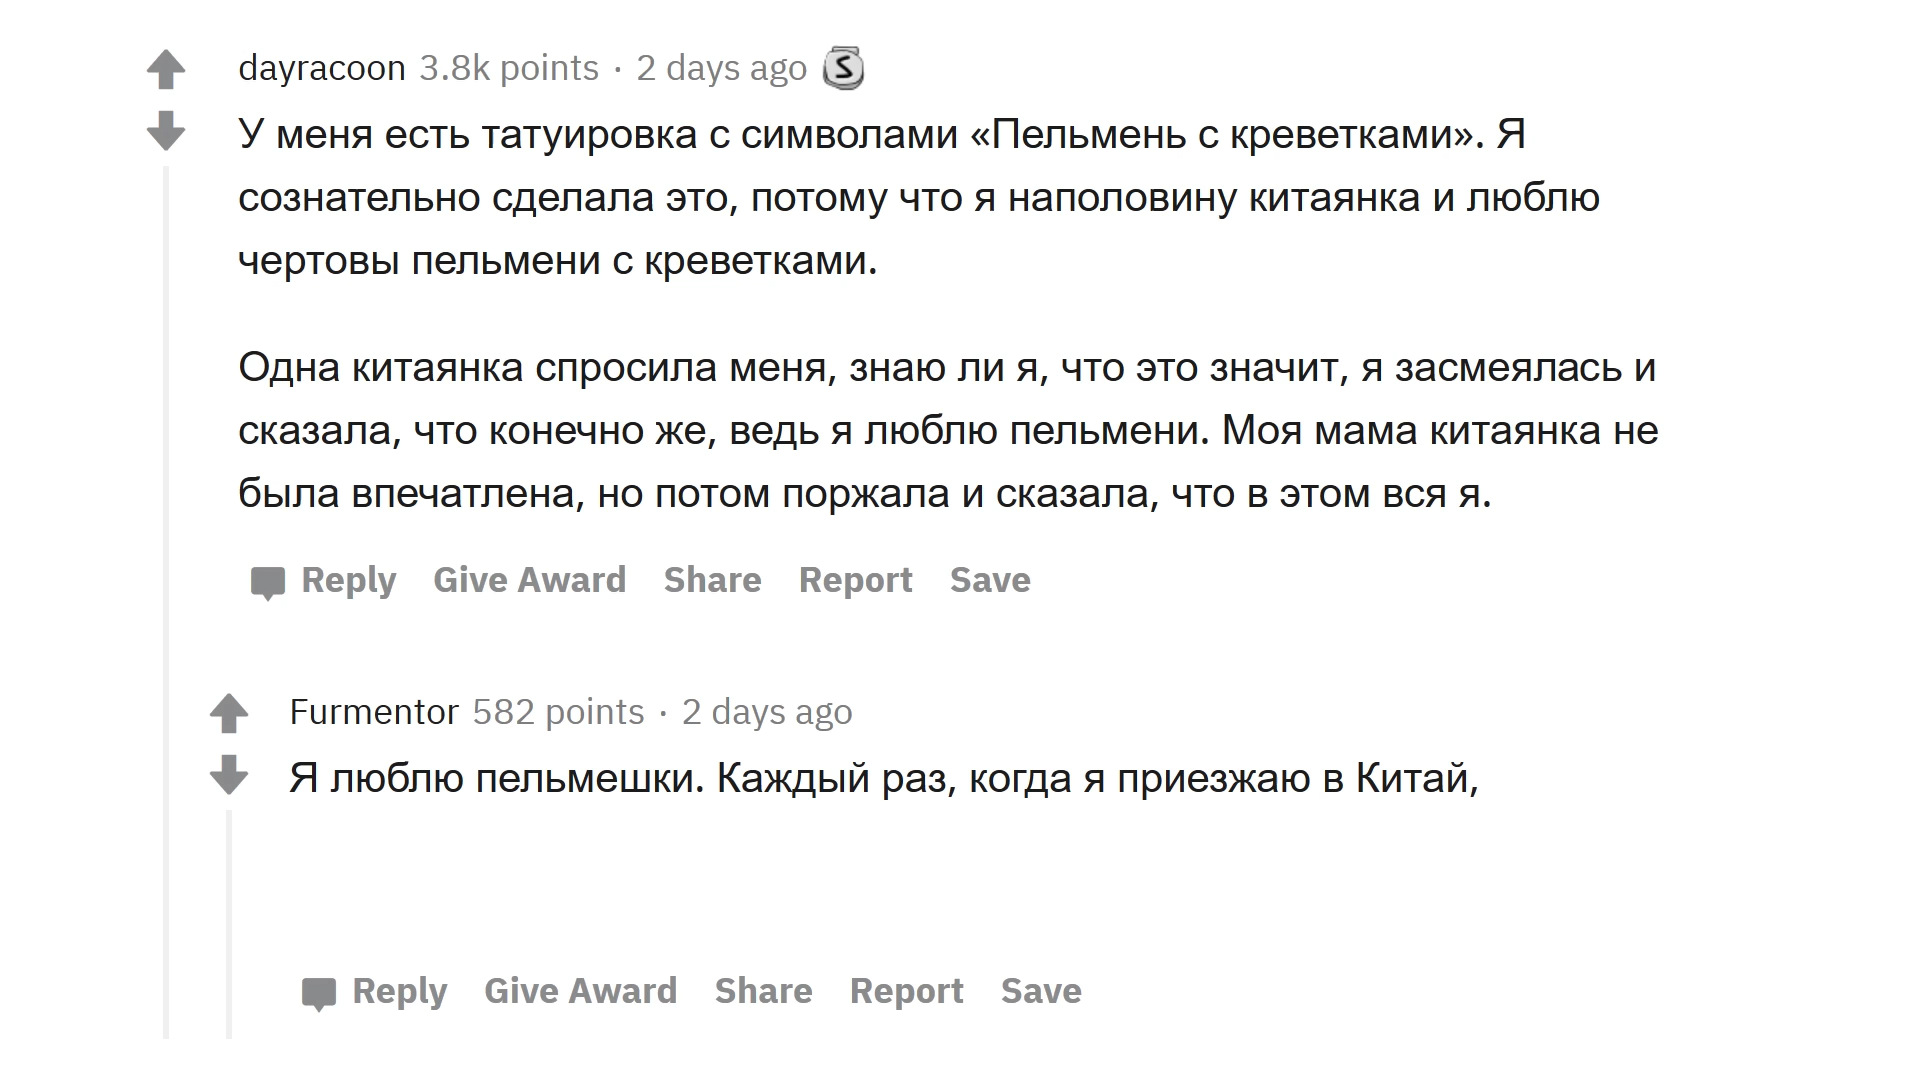 dayracoon 3.8k points · 2 days ago S
У меня есть татуировка с символами «Пельмень с креветками». Я
сознательно сделала это, потому что я наполовину китаянка и люблю
чертовы пельмени с креветками.
Одна китаянка спросила меня, знаю ли я, что это значит, я засмеялась и
сказала, что конечно же, ведь я люблю пельмени. Моя мама китаянка не
была впечатлена, но потом поржала и сказала, что в этом вся я.
Reply Give Award Share Report Save
Furmentor 582 points · 2 days ago
Я люблю пельмешки. Каждый раз, когда я приезжаю в Китай,
Reply Give Award Share Report Save